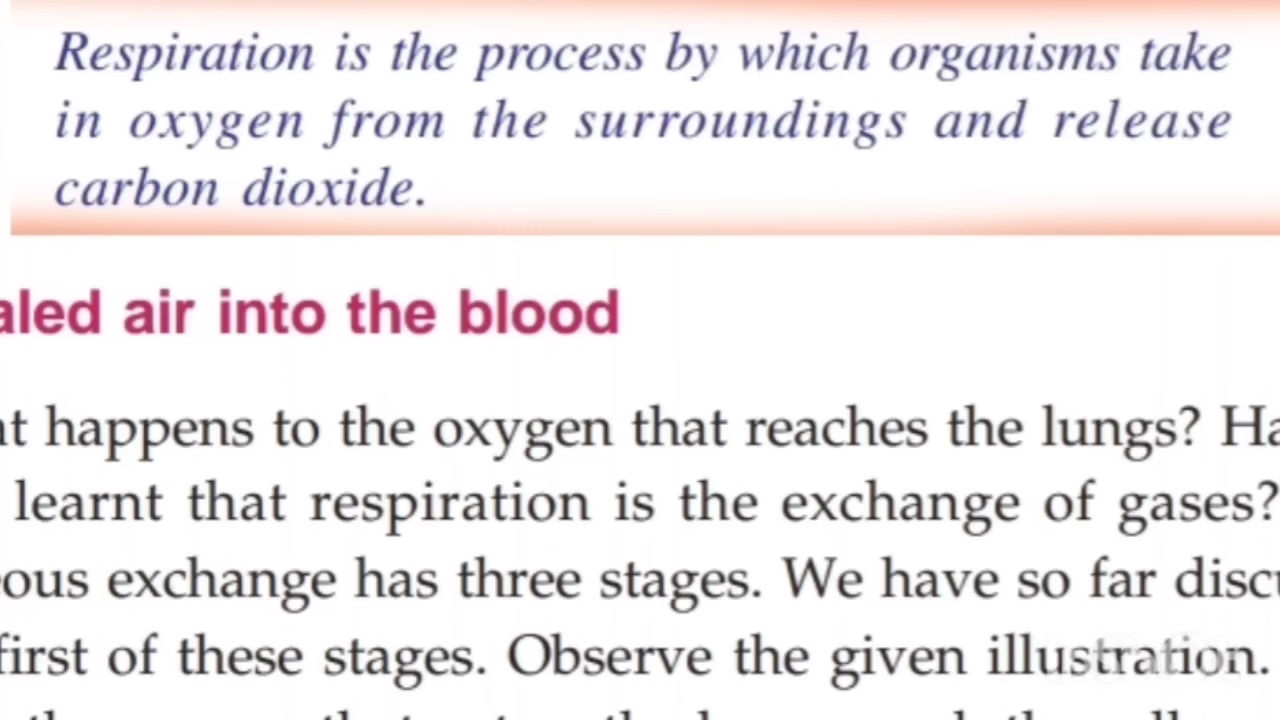 Respiration is the process by which organisms take
in oxygen from the surroundings and release
carbon dioxide.
aled air into the blood
at happens to the oxygen that reaches the lungs? Ha
learnt that respiration is the exchange of gases?
eous exchange has three stages. We have so far discu
first of these stages. Observe the given illustration.